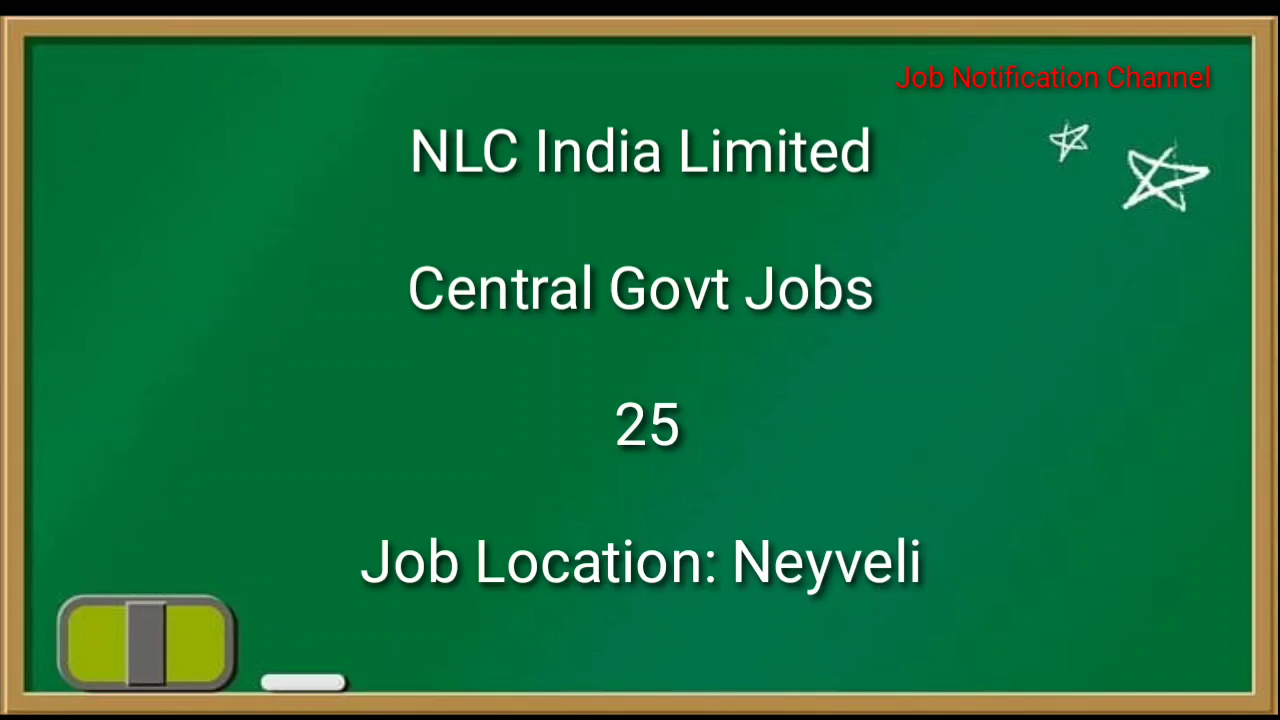 Job Notification Channel
NLC India Limited
Central Govt Jobs
25
Job Location: Neyveli